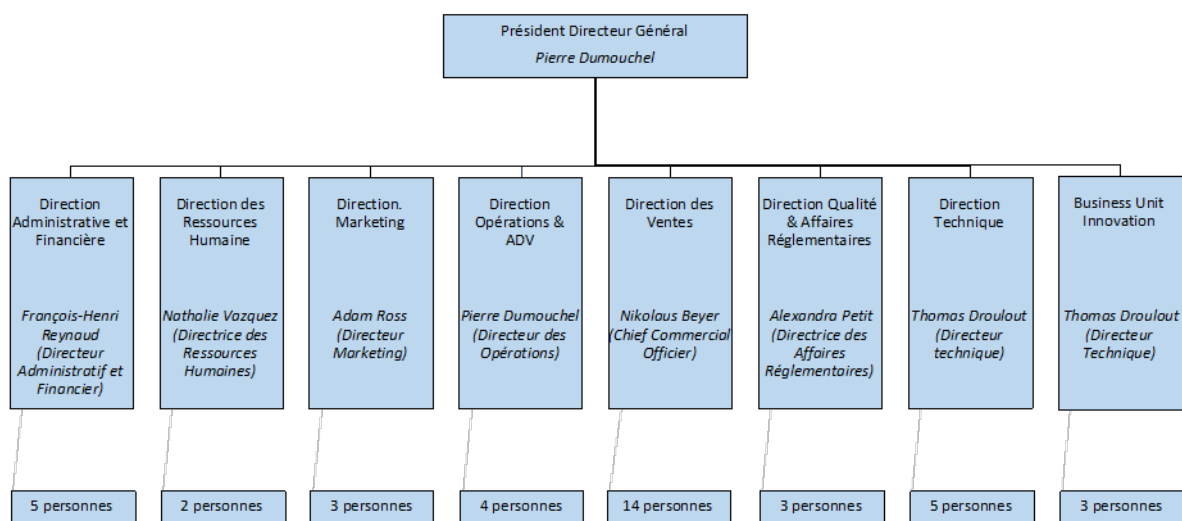 Président Directeur Général
Pierre Dumouchel
Direction
Administrative et
Financière
François-Henri
Reynaud
(Directeur
Administratif et
Financier)
Direction des
Ressources
Humaine
Nathalie Vazquez
(Directrice des
Ressources
Humaines)
Direction.
Marketing
Adam Ross
(Directeur
Marketing)
Direction
Opérations &
ADV
Pierre Dumouchel
(Directeur des
Opérations)
Direction des
Ventes
Nikolaus Beyer
(Chief Commercial
Officier)
Direction Qualité
& Affaires
Réglementaires
Alexandra Petit
(Directrice des
Affaires
Réglementaires)
Direction
Technique
Thomas Droulout
(Directeur
technique)
Business Unit
Innovation
Thomas Droulout
(Directeur
Technique)
5 personnes
2 personnes
3 personnes
4 personnes
14 personnes
3 personnes
5 personnes
3 personnes